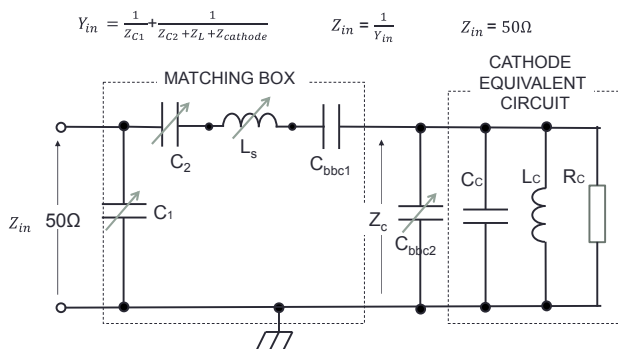 Y_in = 1/Z_C1 + 1/(Z_C2 + Z_L + Z_cathode)   Z_in = 1/Y_in   Z_in = 50Ω
MATCHING BOX
CATHODE
EQUIVALENT
CIRCUIT
C2
Ls
Cbbc1
Zin 50Ω
C1
Zc
Cbbc2
CC
LC
RC